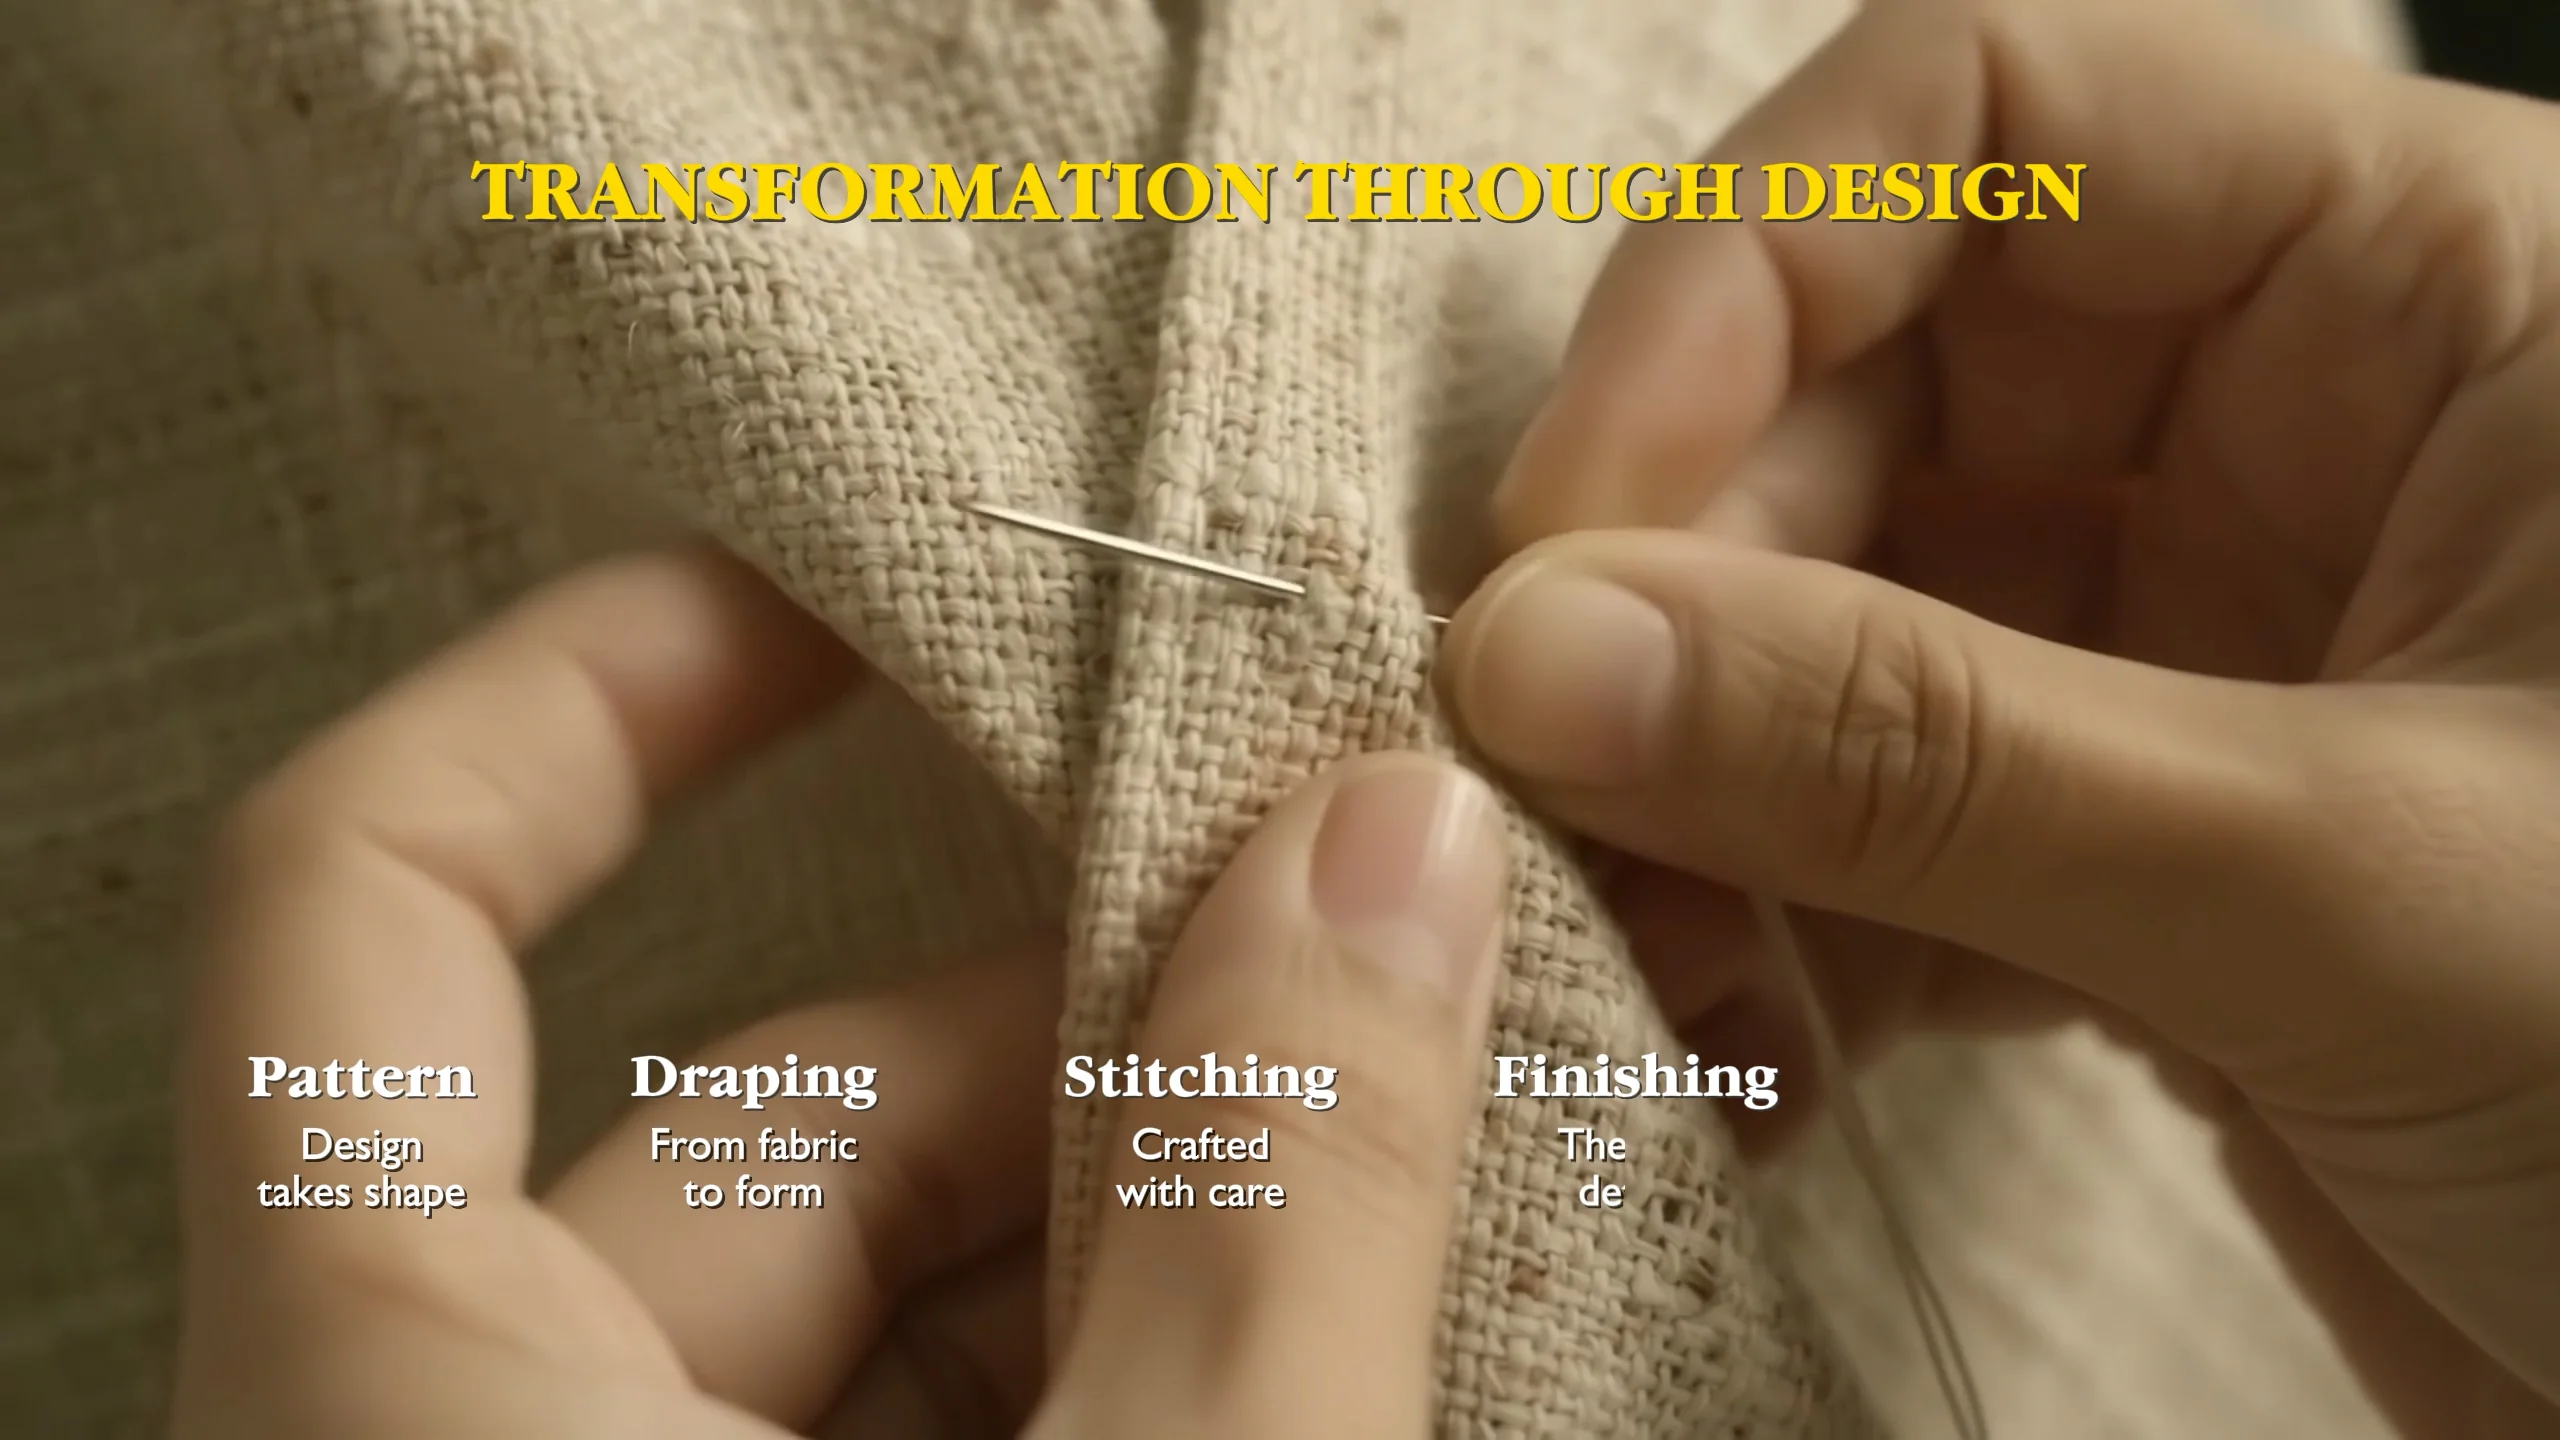 TRANSFORMATION THROUGH DESIGN
Pattern
Design
takes shape
Draping
From fabric
to form
Stitching
Crafted
with care
Finishing
The